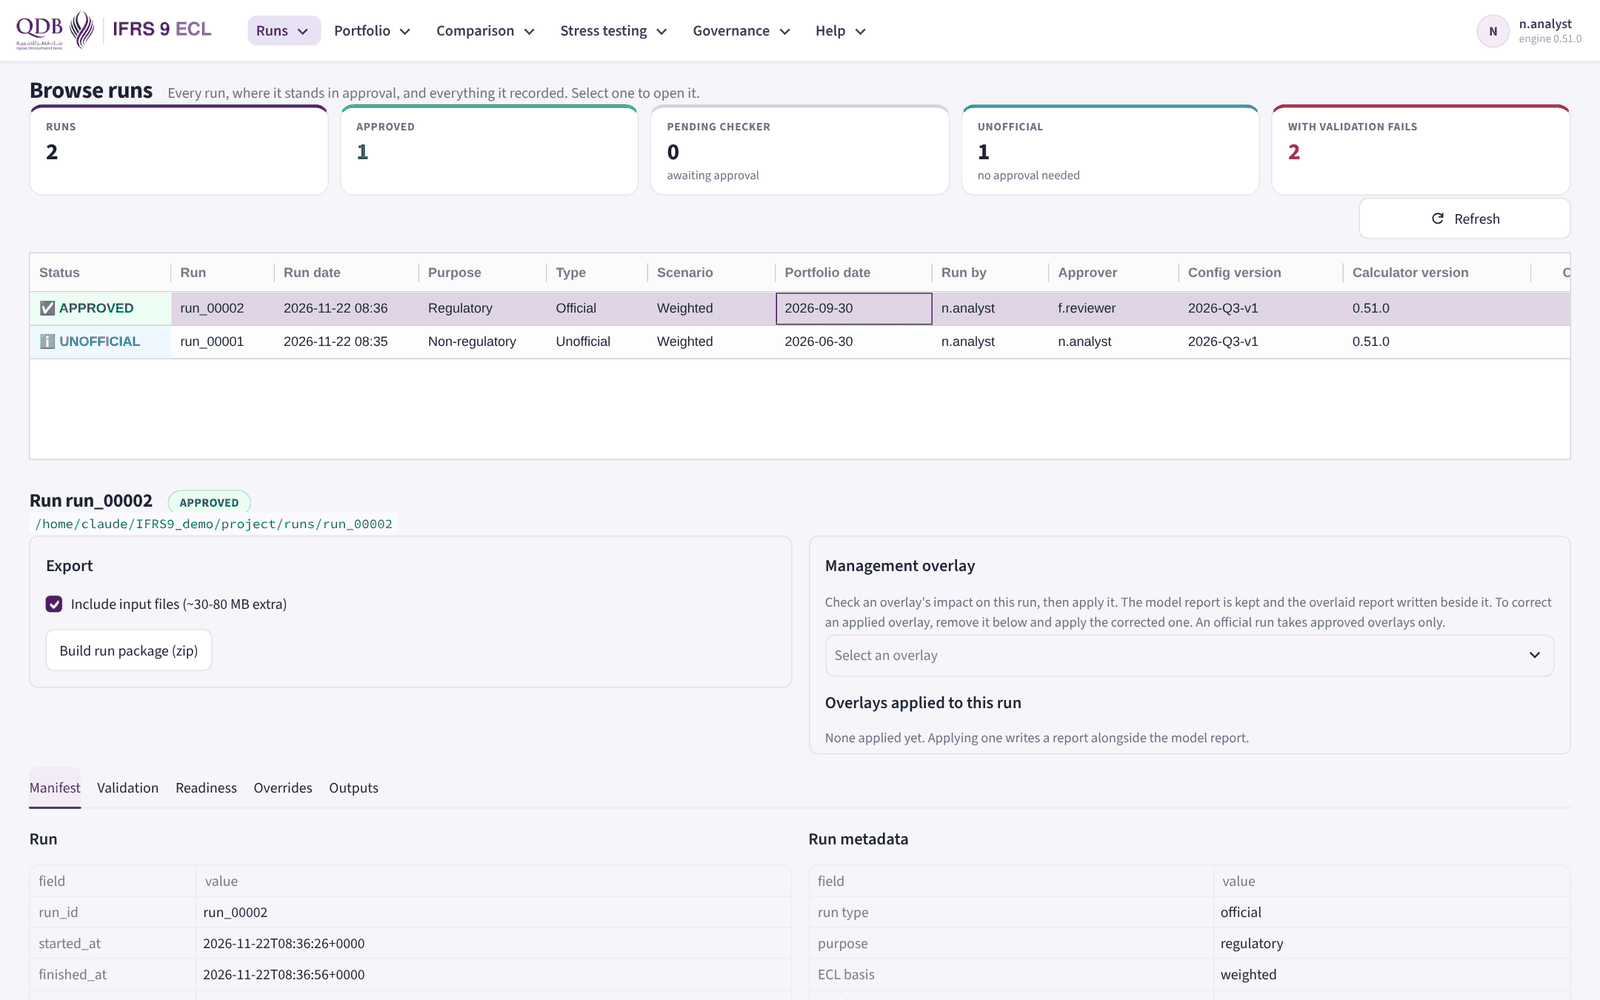 QDB
IFRS 9 ECL
Runs
Portfolio
Comparison
Stress testing
Governance
Help
N
n.analyst
engine 0.51.0
Browse runs
Every run, where it stands in approval, and everything it recorded. Select one to open it.
RUNS
2
APPROVED
1
PENDING CHECKER
0
awaiting approval
UNOFFICIAL
1
no approval needed
WITH VALIDATION FAILS
2
Refresh
Status Run Run date Purpose Type Scenario Portfolio date Run by Approver Config version Calculator version
APPROVED run_00002 2026-11-22 08:36 Regulatory Official Weighted 2026-09-30 n.analyst f.reviewer 2026-Q3-v1 0.51.0
UNOFFICIAL run_00001 2026-11-22 08:35 Non-regulatory Unofficial Weighted 2026-06-30 n.analyst n.analyst 2026-Q3-v1 0.51.0
Run run_00002 APPROVED
/home/claude/IFRS9_demo/project/runs/run_00002
Export
Include input files (~30-80 MB extra)
Build run package (zip)
Management overlay
Check an overlay's impact on this run, then apply it. The model report is kept and the overlaid report written beside it. To correct
an applied overlay, remove it below and apply the corrected one. An official run takes approved overlays only.
Select an overlay
Overlays applied to this run
None applied yet. Applying one writes a report alongside the model report.
Manifest Validation Readiness Overrides Outputs
Run
field value
run_id run_00002
started_at 2026-11-22T08:36:26+0000
finished_at 2026-11-22T08:36:56+0000
Run metadata
field value
run type official
purpose regulatory
ECL basis weighted